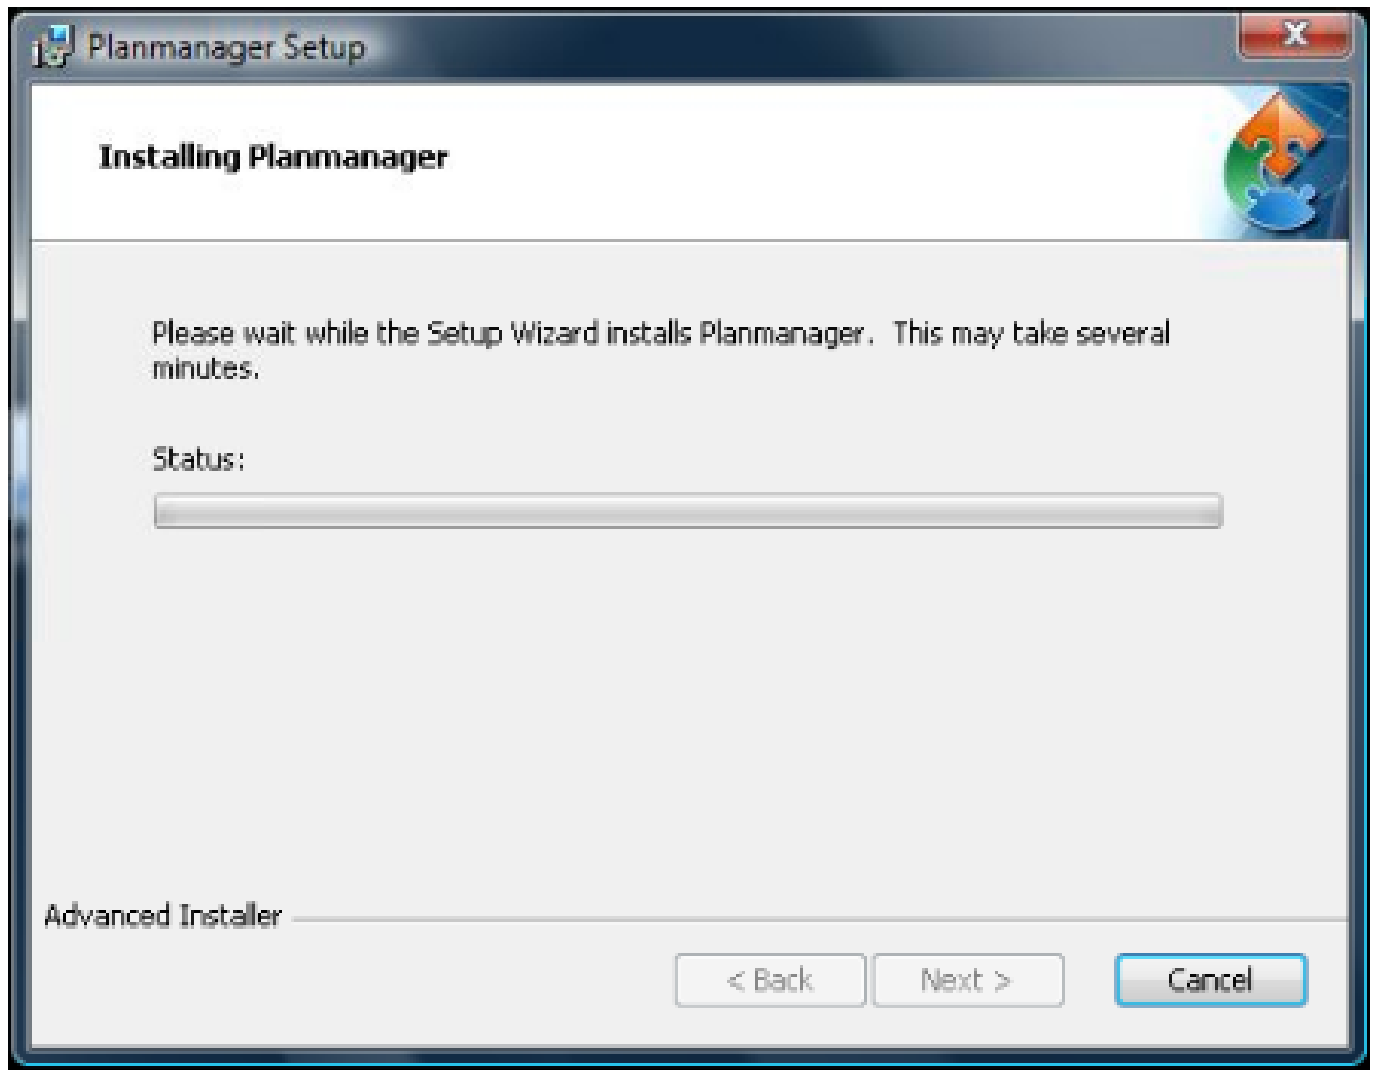 Planmanager Setup
Installing Planmanager
Please wait while the Setup Wizard installs Planmanager.  This may take several
minutes.
Status:
Advanced Installer
< Back
Next >
Cancel